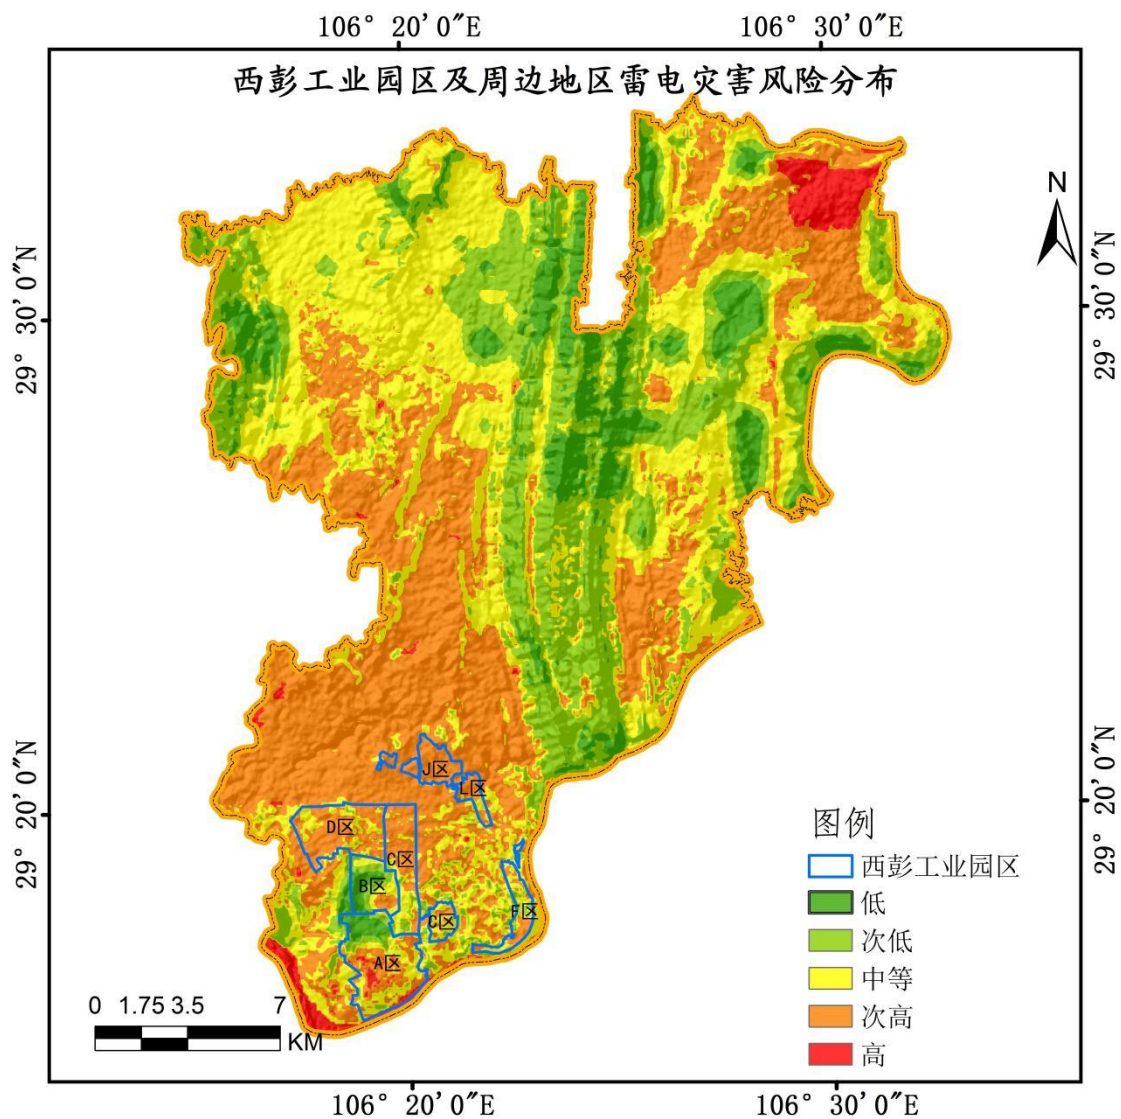 106° 20′ 0″E
106° 30′ 0″E
西彭工业园区及周边地区雷电灾害风险分布
N
29° 30′ 0″N
29° 30′ 0″N
J区
L区
29° 20′ 0″N
29° 20′ 0″N
D区
C区
B区
C区
F区
A区
图例
西彭工业园区
低
次低
中等
次高
高
0 1.75 3.5 7
KM
106° 20′ 0″E
106° 30′ 0″E